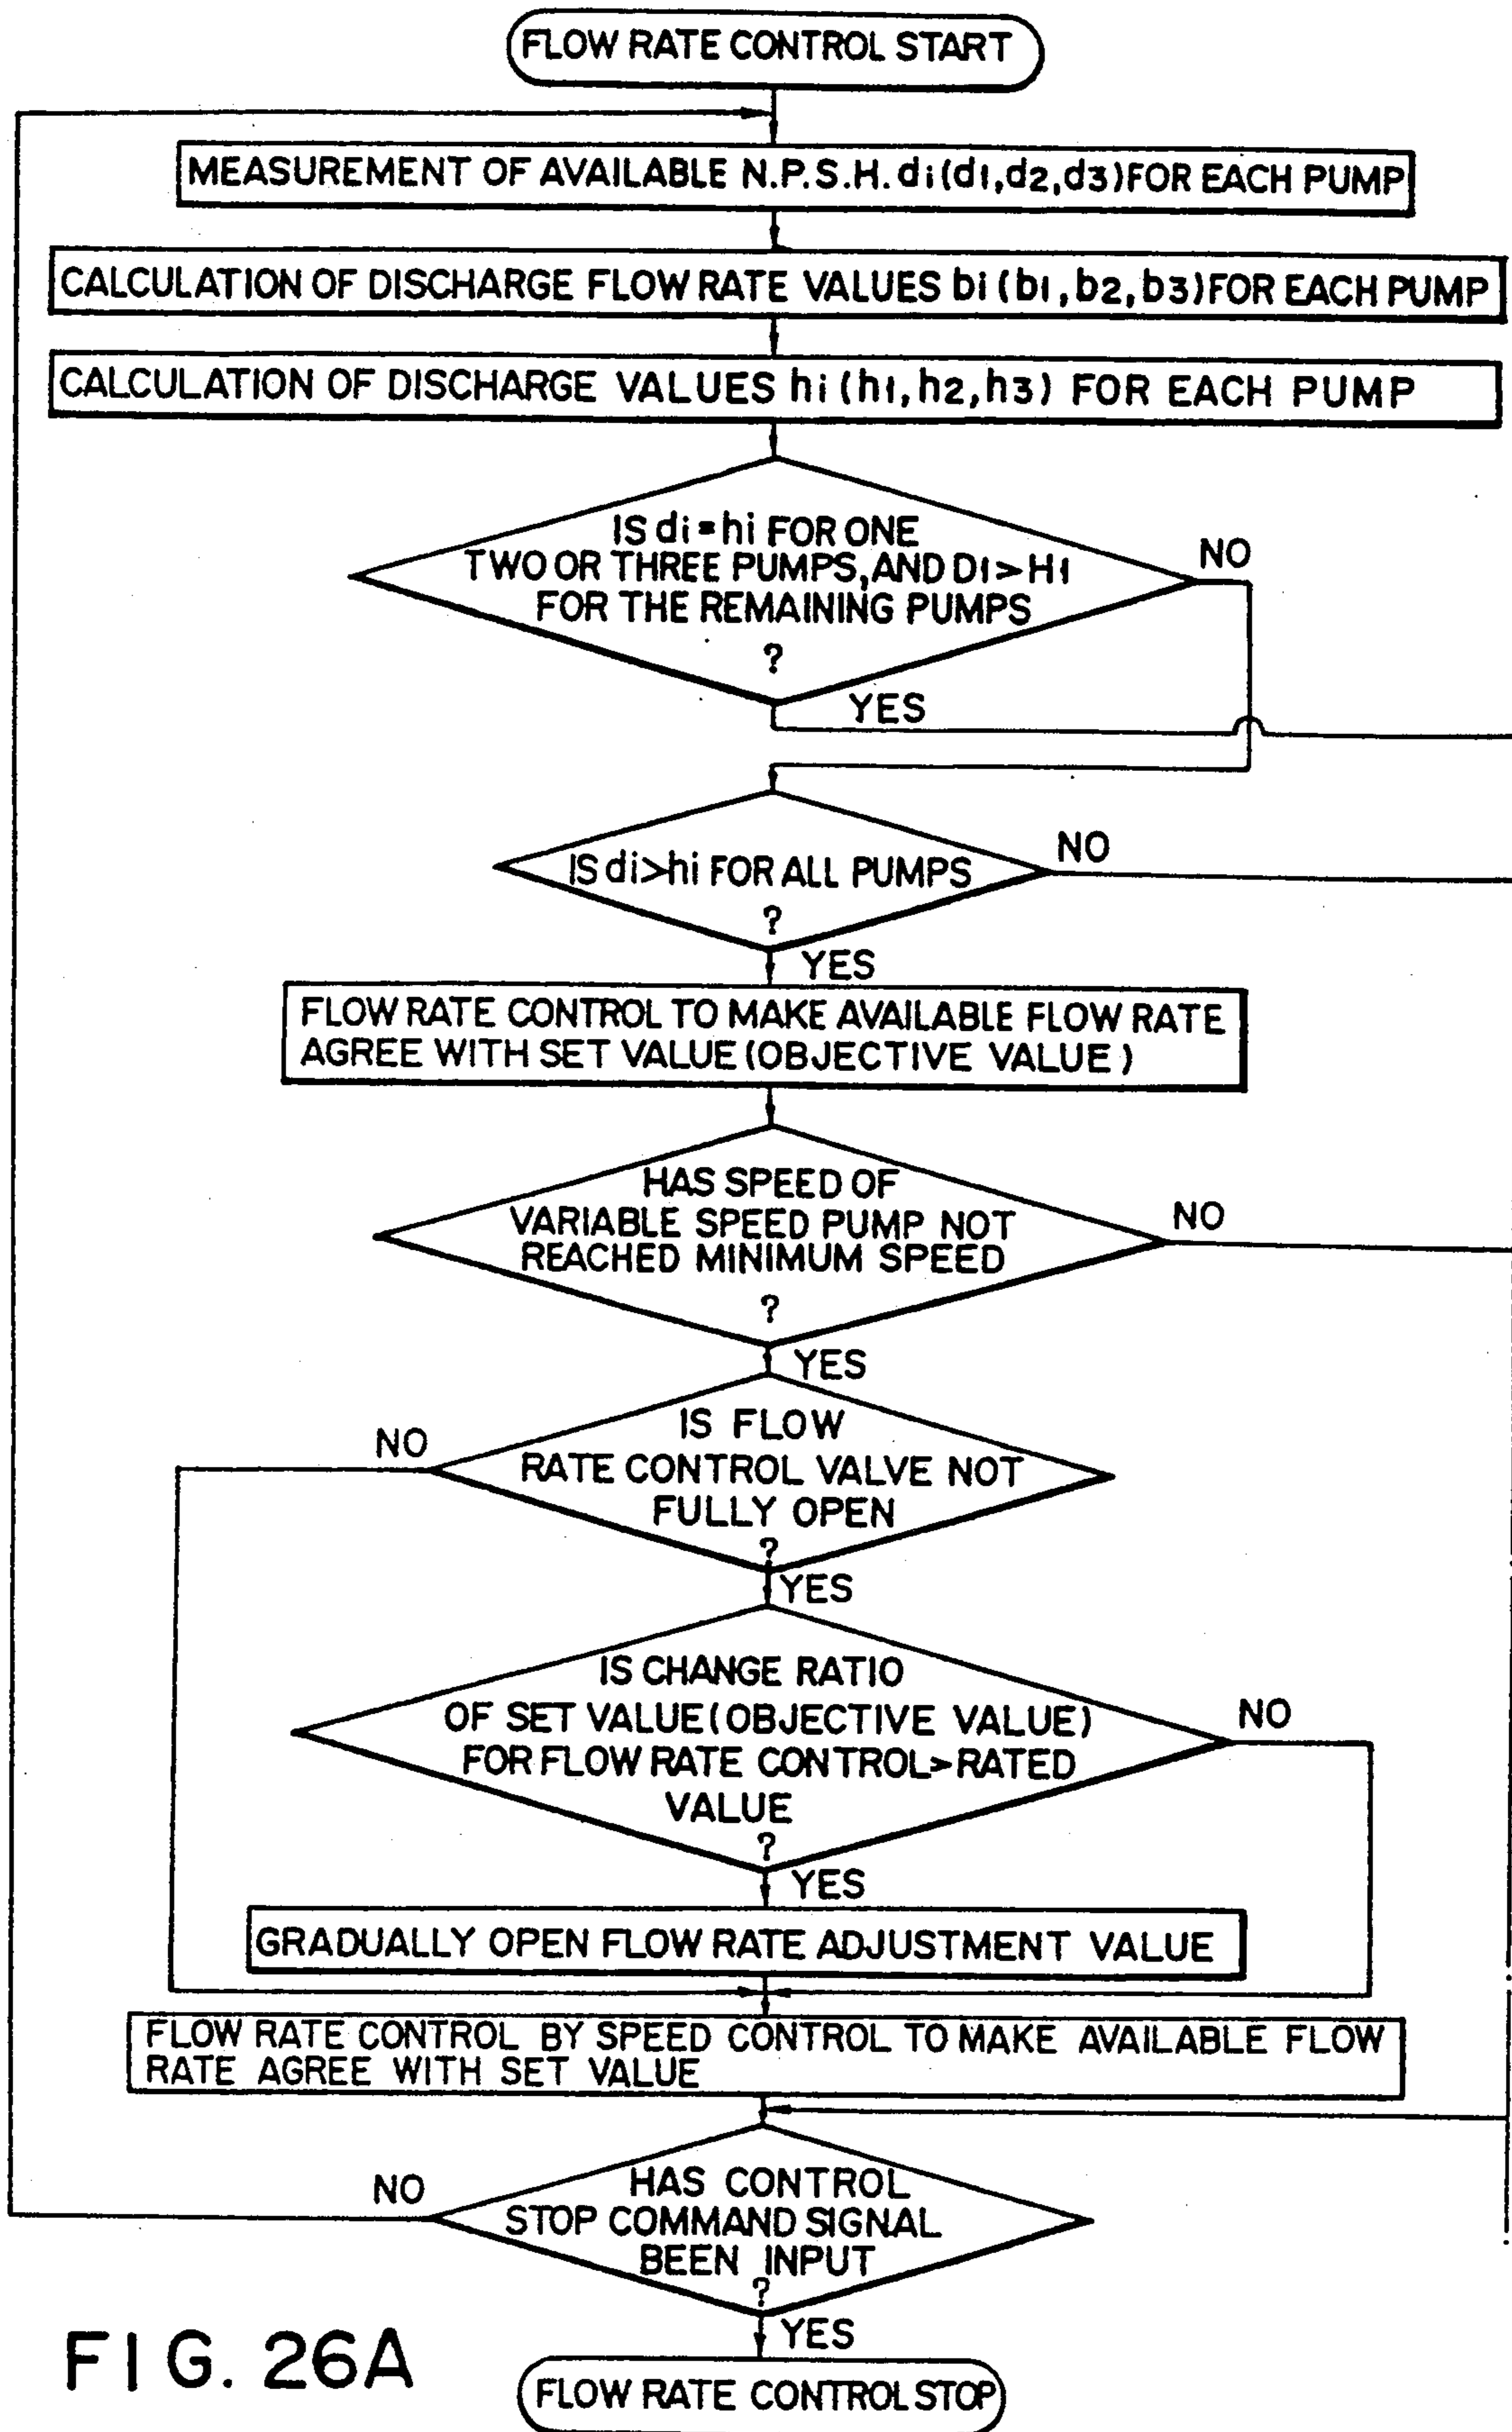 FLOW RATE CONTROL START
MEASUREMENT OF AVAILABLE N.P.S.H. di(d1,d2,d3)FOR EACH PUMP
CALCULATION OF DISCHARGE FLOW RATE VALUES bi(b1,b2,b3)FOR EACH PUMP
CALCULATION OF DISCHARGE VALUES hi(h1,h2,h3) FOR EACH PUMP
IS di=hi FOR ONE
TWO OR THREE PUMPS, AND D1>H1
FOR THE REMAINING PUMPS
?
NO
YES
IS di>hi FOR ALL PUMPS
?
NO
YES
FLOW RATE CONTROL TO MAKE AVAILABLE FLOW RATE
AGREE WITH SET VALUE(OBJECTIVE VALUE)
HAS SPEED OF
VARIABLE SPEED PUMP NOT
REACHED MINIMUM SPEED
?
NO
YES
IS FLOW
RATE CONTROL VALVE NOT
FULLY OPEN
?
NO
YES
IS CHANGE RATIO
OF SET VALUE(OBJECTIVE VALUE)
FOR FLOW RATE CONTROL>RATED
VALUE
?
NO
YES
GRADUALLY OPEN FLOW RATE ADJUSTMENT VALUE
FLOW RATE CONTROL BY SPEED CONTROL TO MAKE AVAILABLE FLOW
RATE AGREE WITH SET VALUE
HAS CONTROL
STOP COMMAND SIGNAL
BEEN INPUT
?
NO
YES
FLOW RATE CONTROL STOP
FIG. 26A